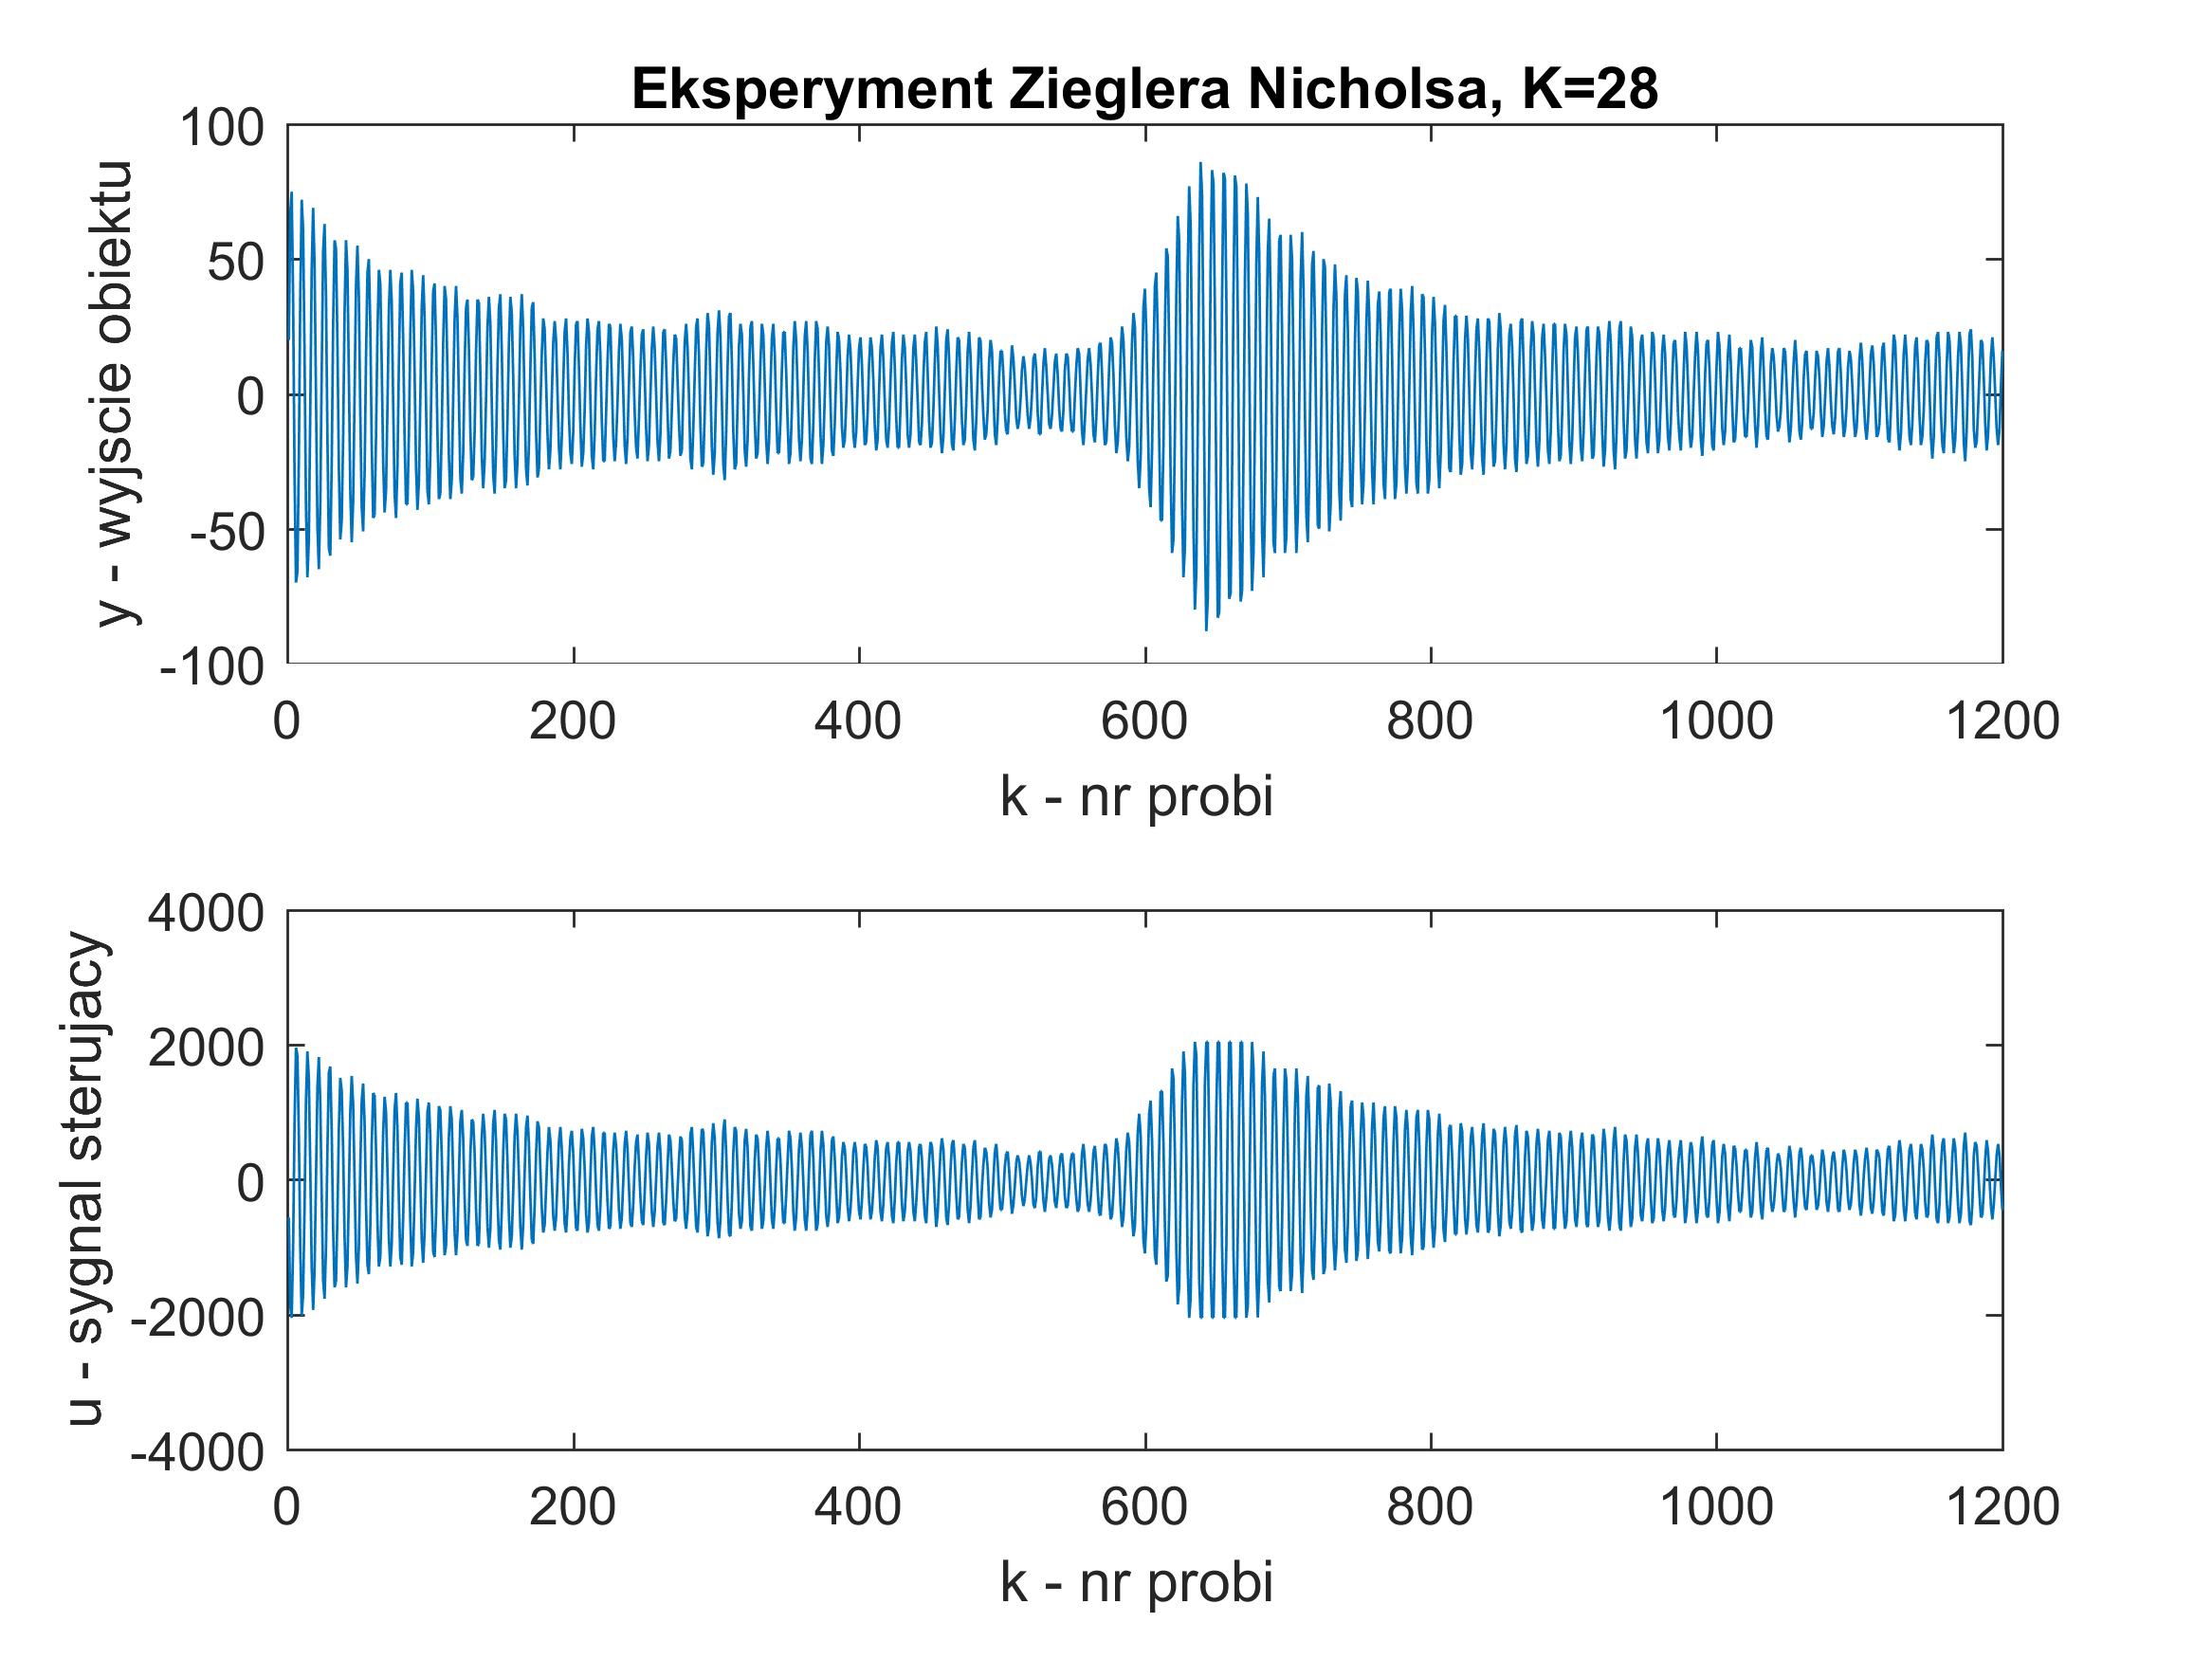 Eksperyment Zieglera Nicholsa, K=28
y - wyjscie obiektu
100
50
0
-50
-100
0 200 400 600 800 1000 1200
k - nr probi
u - sygnal sterujacy
4000
2000
0
-2000
-4000
0 200 400 600 800 1000 1200
k - nr probi